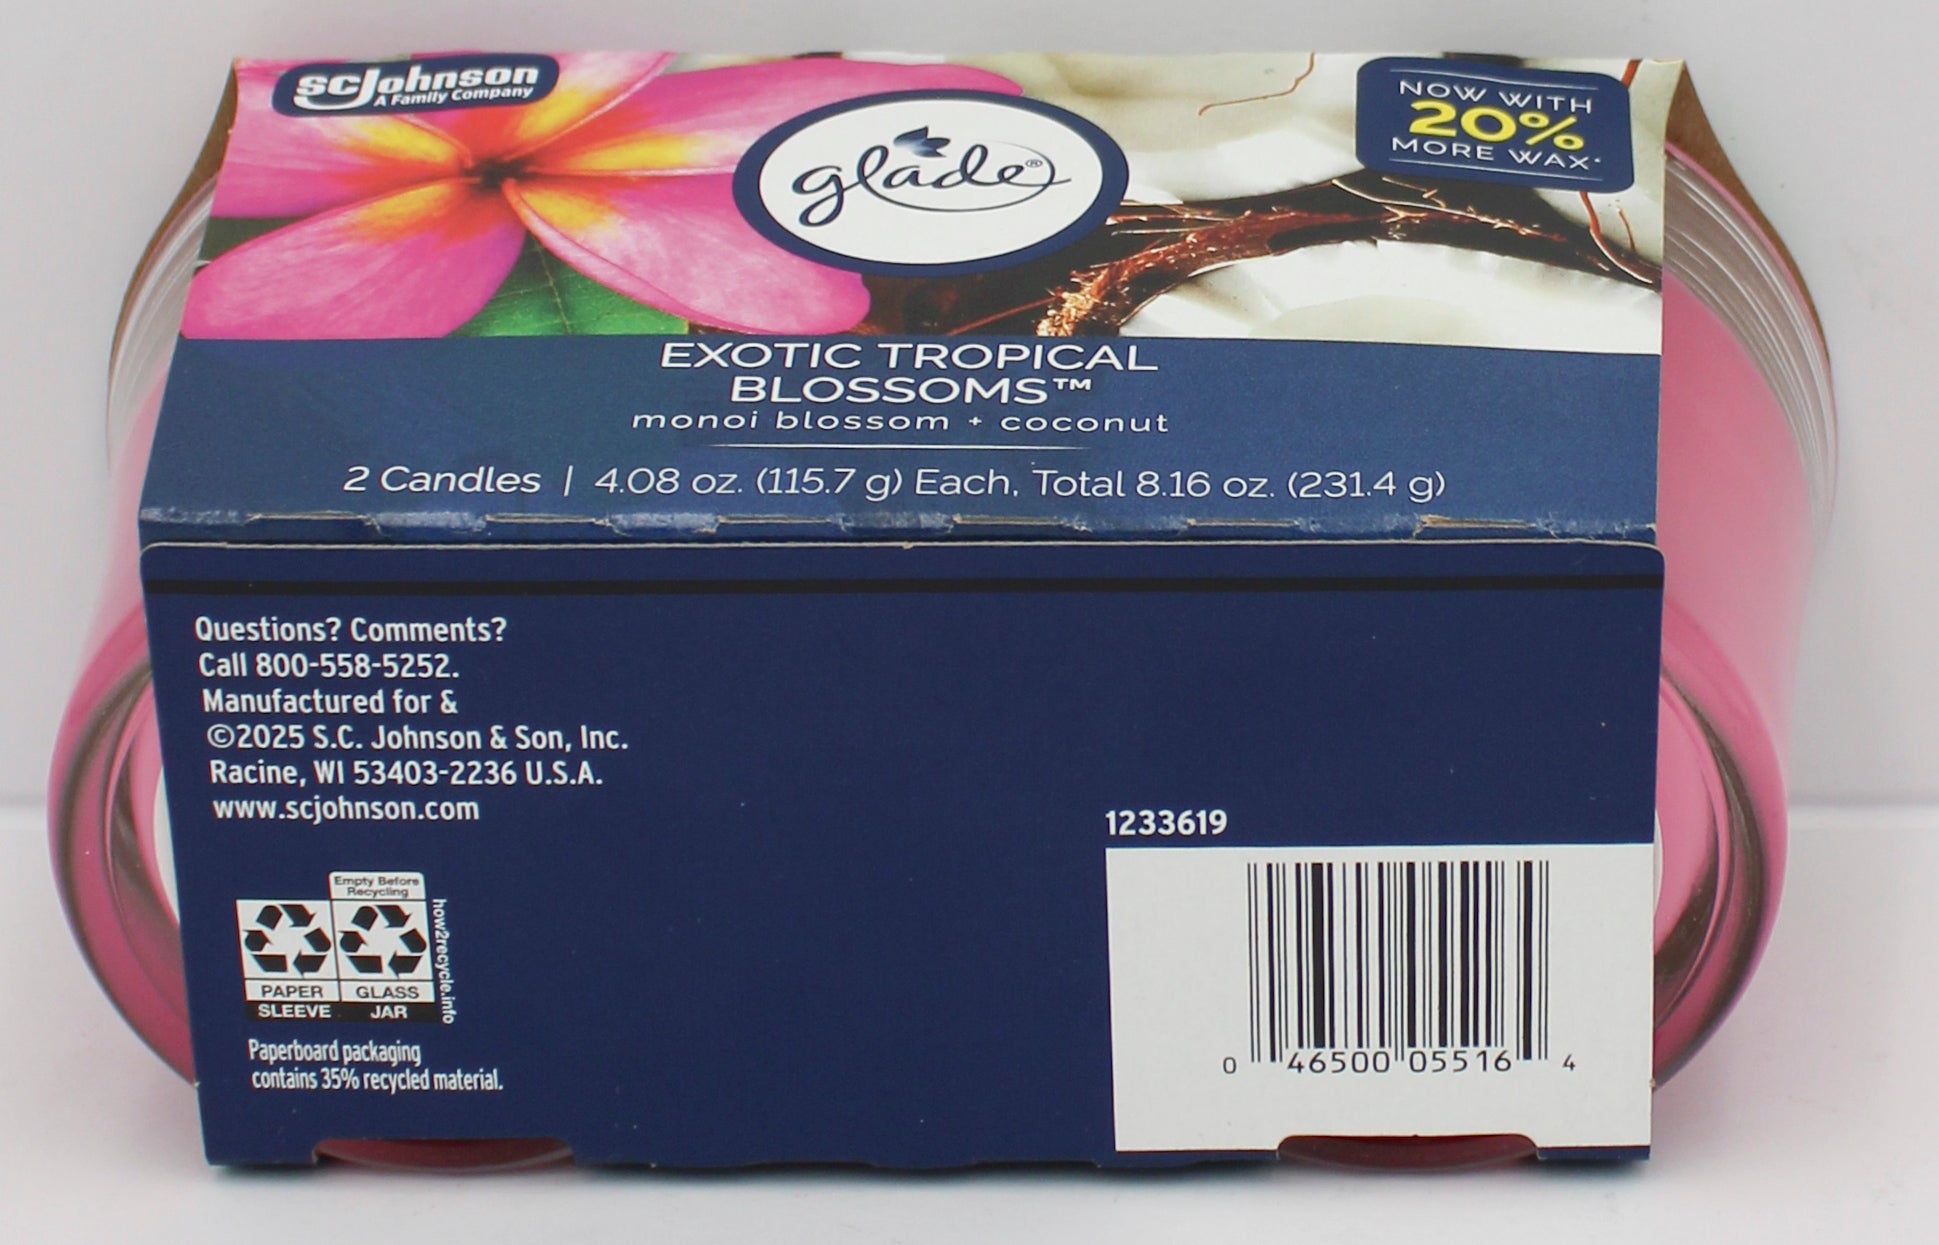 scjohnson
A Family Company
glade®
NOW WITH
20%
MORE WAX*
EXOTIC TROPICAL
BLOSSOMS™
monoi blossom + coconut
2 Candles | 4.08 oz. (115.7 g) Each, Total 8.16 oz. (231.4 g)
Questions? Comments?
Call 800-558-5252.
Manufactured for &
©2025 S.C. Johnson & Son, Inc.
Racine, WI 53403-2236 U.S.A.
www.scjohnson.com
Empty Before
Recycling
PAPER GLASS
SLEEVE JAR
how2recycle.info
Paperboard packaging
contains 35% recycled material.
1233619
0 46500 05516 4